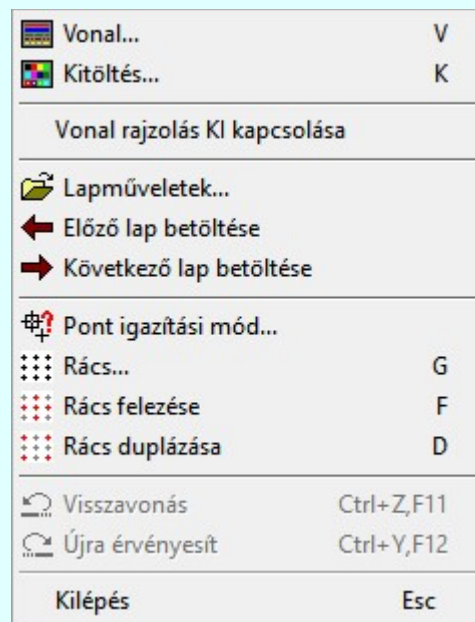 Vonal... V
Kitöltés... K
Vonal rajzolás KI kapcsolása
Lapműveletek...
Előző lap betöltése
Következő lap betöltése
Pont igazítási mód...
Rács... G
Rács felezése F
Rács duplázása D
Visszavonás Ctrl+Z,F11
Újra érvényesít Ctrl+Y,F12
Kilépés Esc